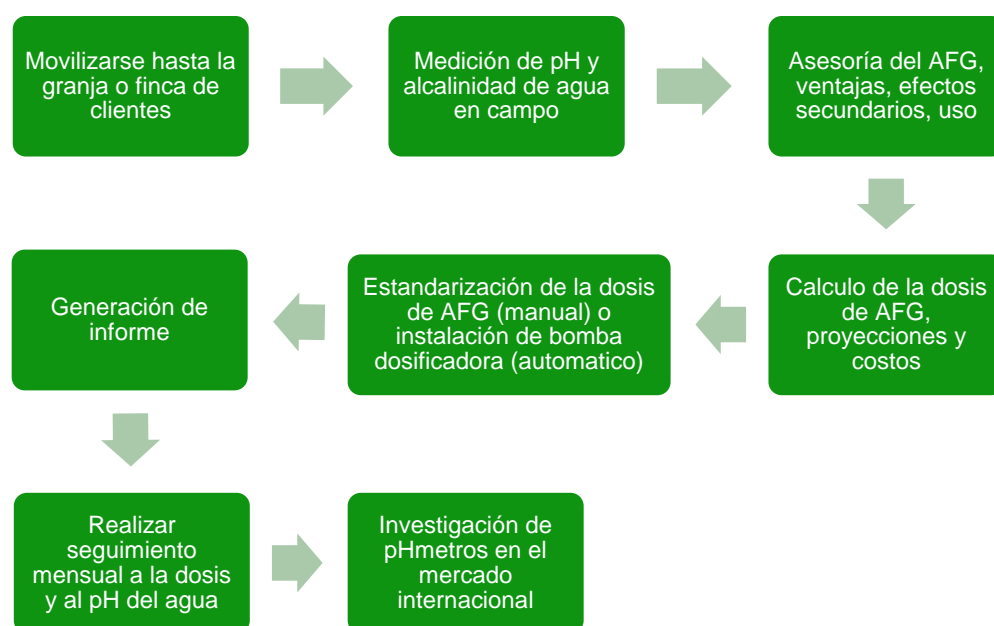 Movilizarse hasta la
granja o finca de
clientes
Medición de pH y
alcalinidad de agua
en campo
Asesoría del AFG,
ventajas, efectos
secundarios, uso
Calculo de la dosis
de AFG,
proyecciones y
costos
Estandarización de la dosis
de AFG (manual) o
instalación de bomba
dosificadora (automatico)
Generación de
informe
Realizar
seguimiento
mensual a la dosis
y al pH del agua
Investigación de
pHmetros en el
mercado
internacional